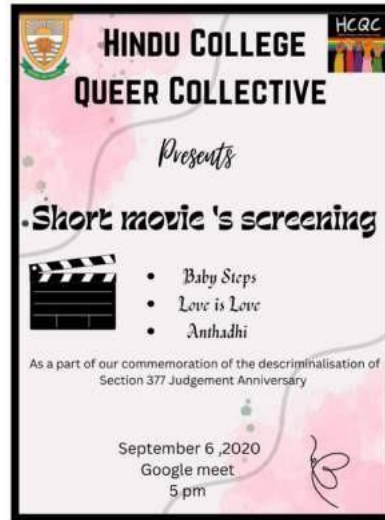 HCQC
HINDU COLLEGE
QUEER COLLECTIVE
Presents
Short movie 's screening
• Baby Steps
• Love is Love
• Anthadhi
As a part of our commemoration of the descriminalisation of
Section 377 Judgement Anniversary
September 6 ,2020
Google meet
5 pm